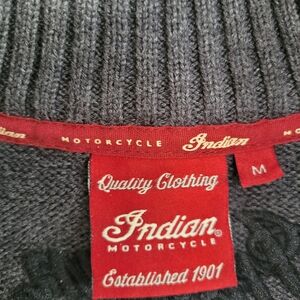 MOTORCYCLE Indian
M
Quality Clothing
Indian®
MOTORCYCLE
Established 1901